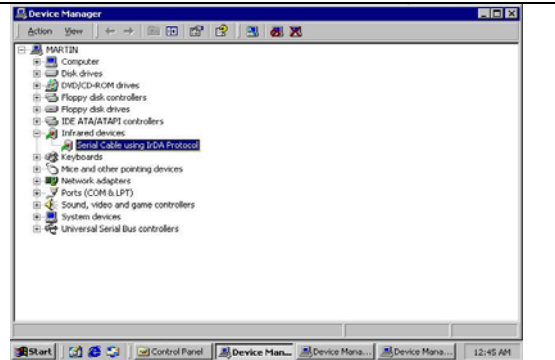 Device Manager
Action View
MARTIN
Computer
Disk drives
DVD/CD-ROM drives
Floppy disk controllers
Floppy disk drives
IDE ATA/ATAPI controllers
Infrared devices
Serial Cable using IrDA Protocol
Keyboards
Mice and other pointing devices
Network adapters
Ports (COM & LPT)
Sound, video and game controllers
System devices
Universal Serial Bus controllers
Start Control Panel Device Man... Device Mana... Device Mana... 12:45 AM